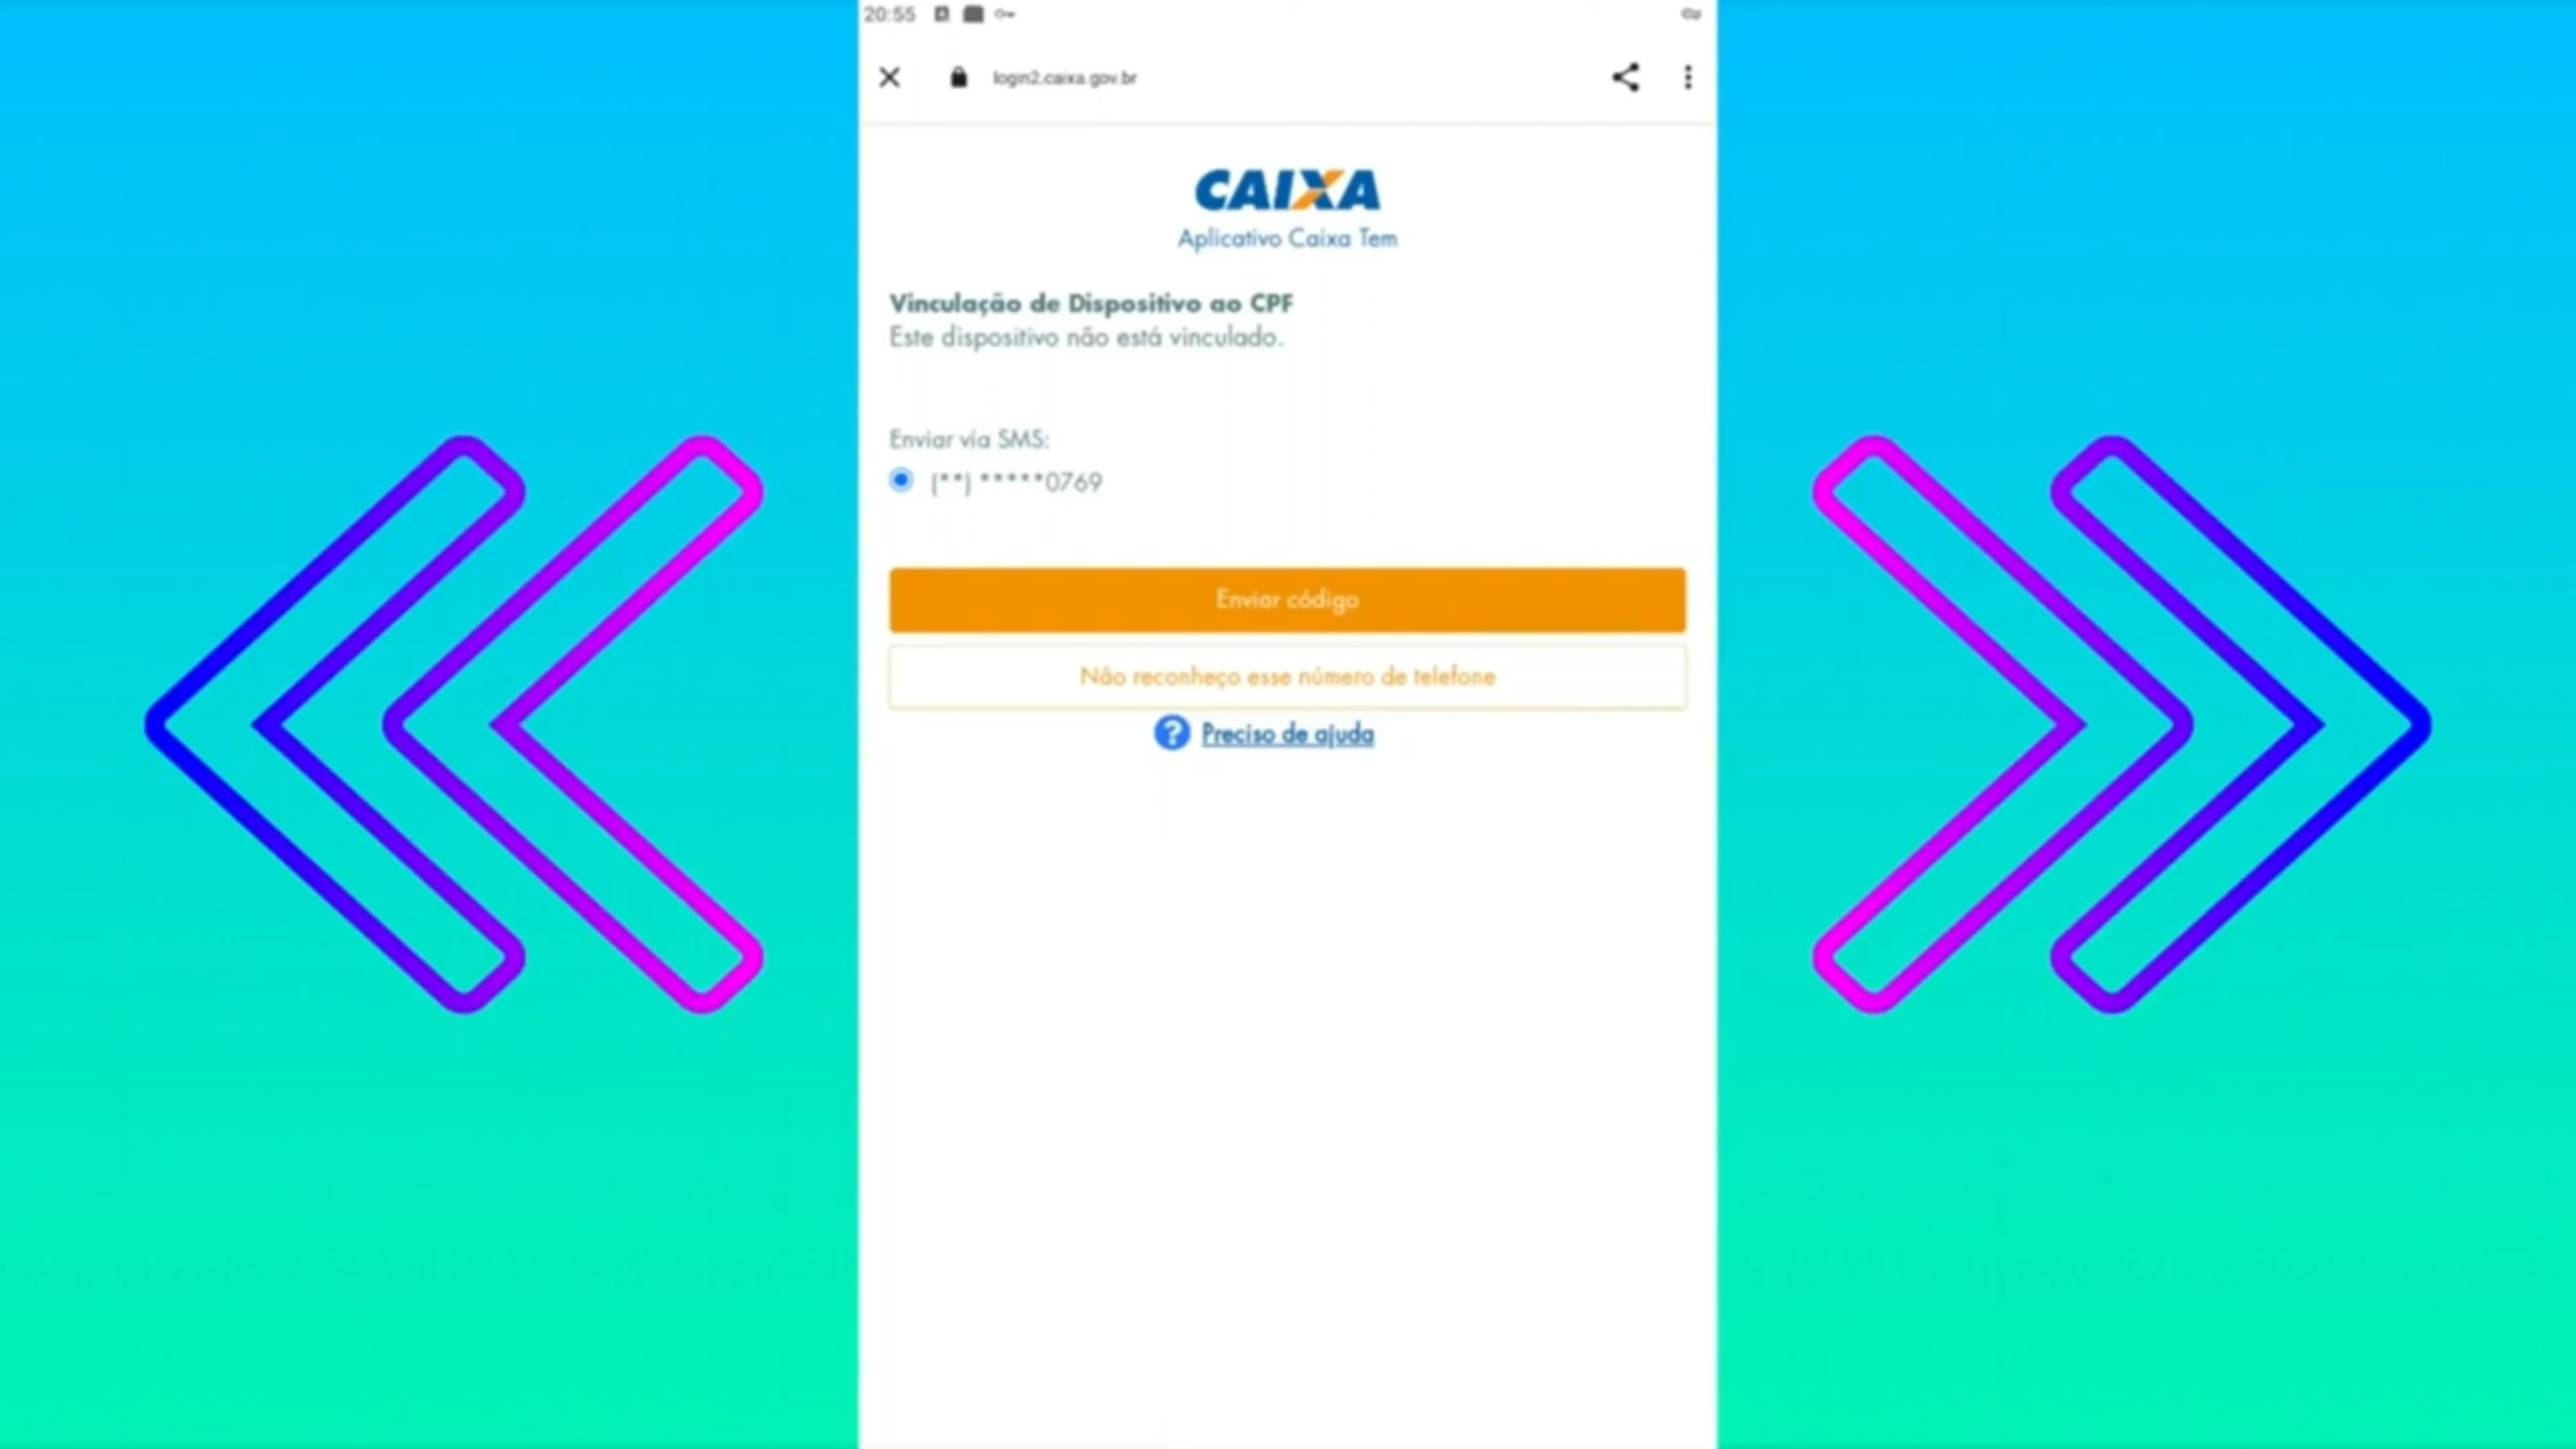 20:55
login2.caixa.gov.br
CAIXA
Aplicativo Caixa Tem
Vinculação de Dispositivo ao CPF
Este dispositivo não está vinculado.
Enviar via SMS:
(**) *****0769
Enviar código
Não reconheço esse número de telefone
? Preciso de ajuda